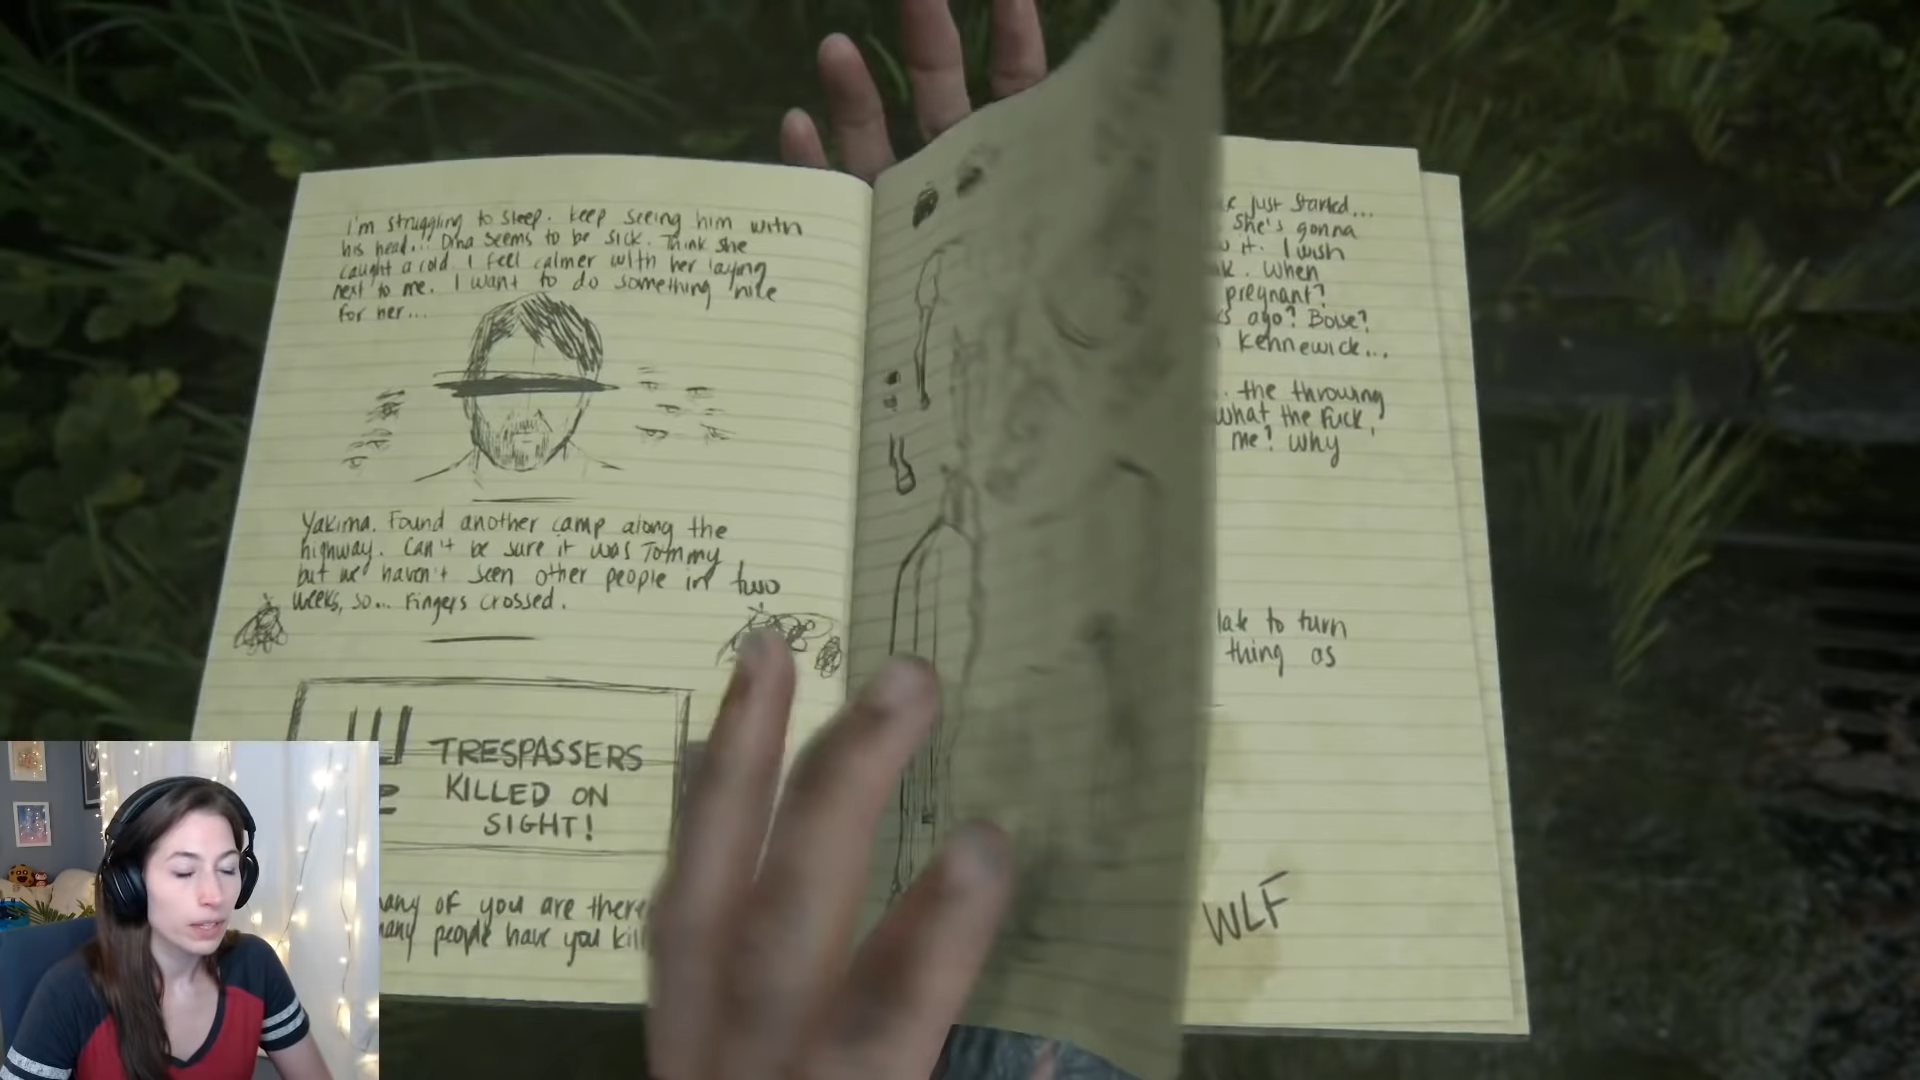 I'm struggling to sleep. Keep seeing him with
his head... Dina seems to be sick. Think she
caught a cold. I feel calmer with her laying
next to me. I want to do something nice
for her...
Yakima. Found another camp along the
highway. Can't be sure it was Tommy
but we haven't seen other people in two
weeks, so... Fingers crossed.
TRESPASSERS
KILLED ON
SIGHT!
of you are there
people have you
just started...
She's gonna
it. I wish
When
pregnant?
ago? Boise?
Kennewick...
the throwing
what the fuck.
me? Why
late to turn
thing as
WLF